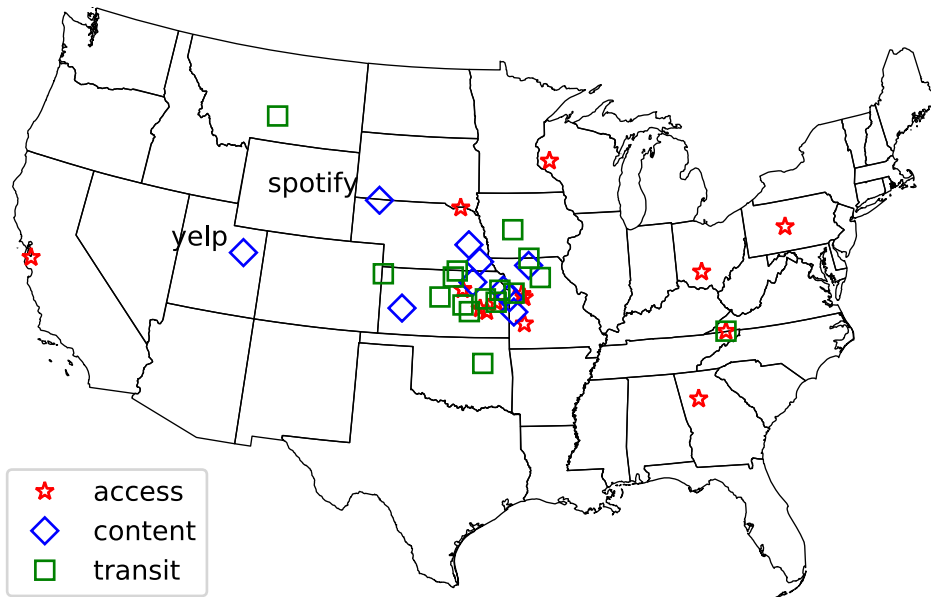 spotify
yelp
access
content
transit